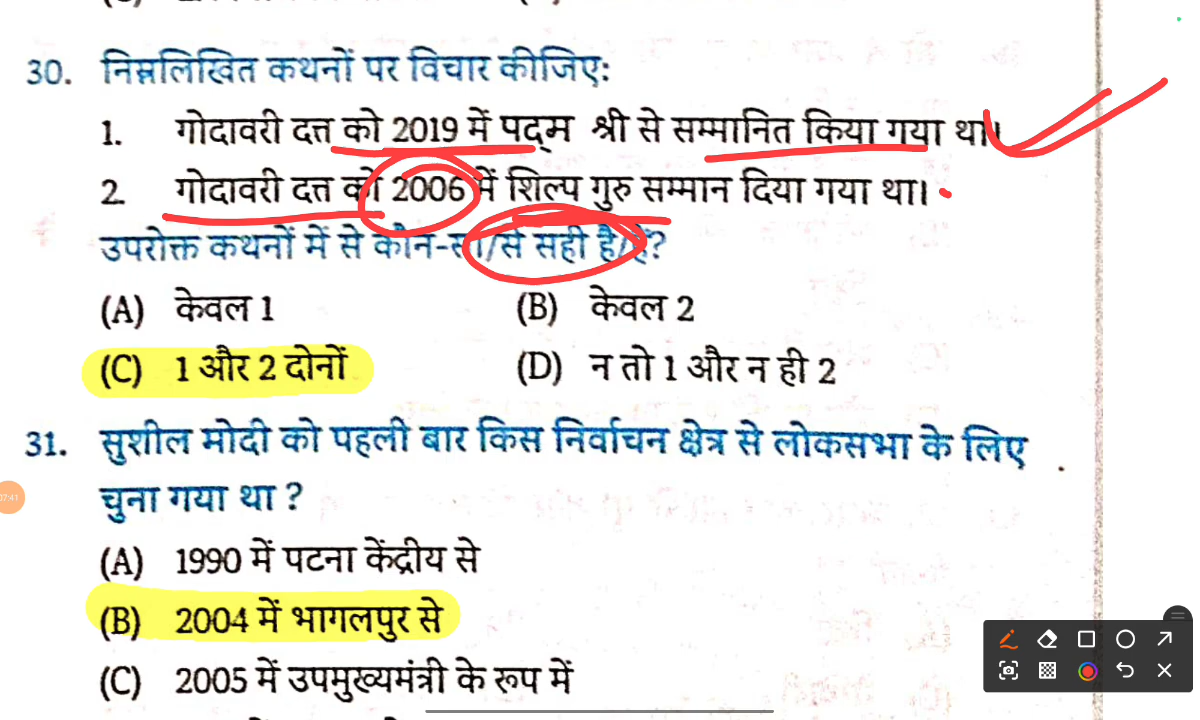 30. निम्नलिखित कथनों पर विचार कीजिए:
1. गोदावरी दत्त को 2019 में पद्म श्री से सम्मानित किया गया था।
2. गोदावरी दत्त को 2006 में शिल्प गुरु सम्मान दिया गया था।
उपरोक्त कथनों में से कौन-सा/से सही है/हैं?
(A) केवल 1 (B) केवल 2
(C) 1 और 2 दोनों (D) न तो 1 और न ही 2
31. सुशील मोदी को पहली बार किस निर्वाचन क्षेत्र से लोकसभा के लिए
चुना गया था ?
(A) 1990 में पटना केंद्रीय से
07:41
(B) 2004 में भागलपुर से
(C) 2005 में उपमुख्यमंत्री के रूप में